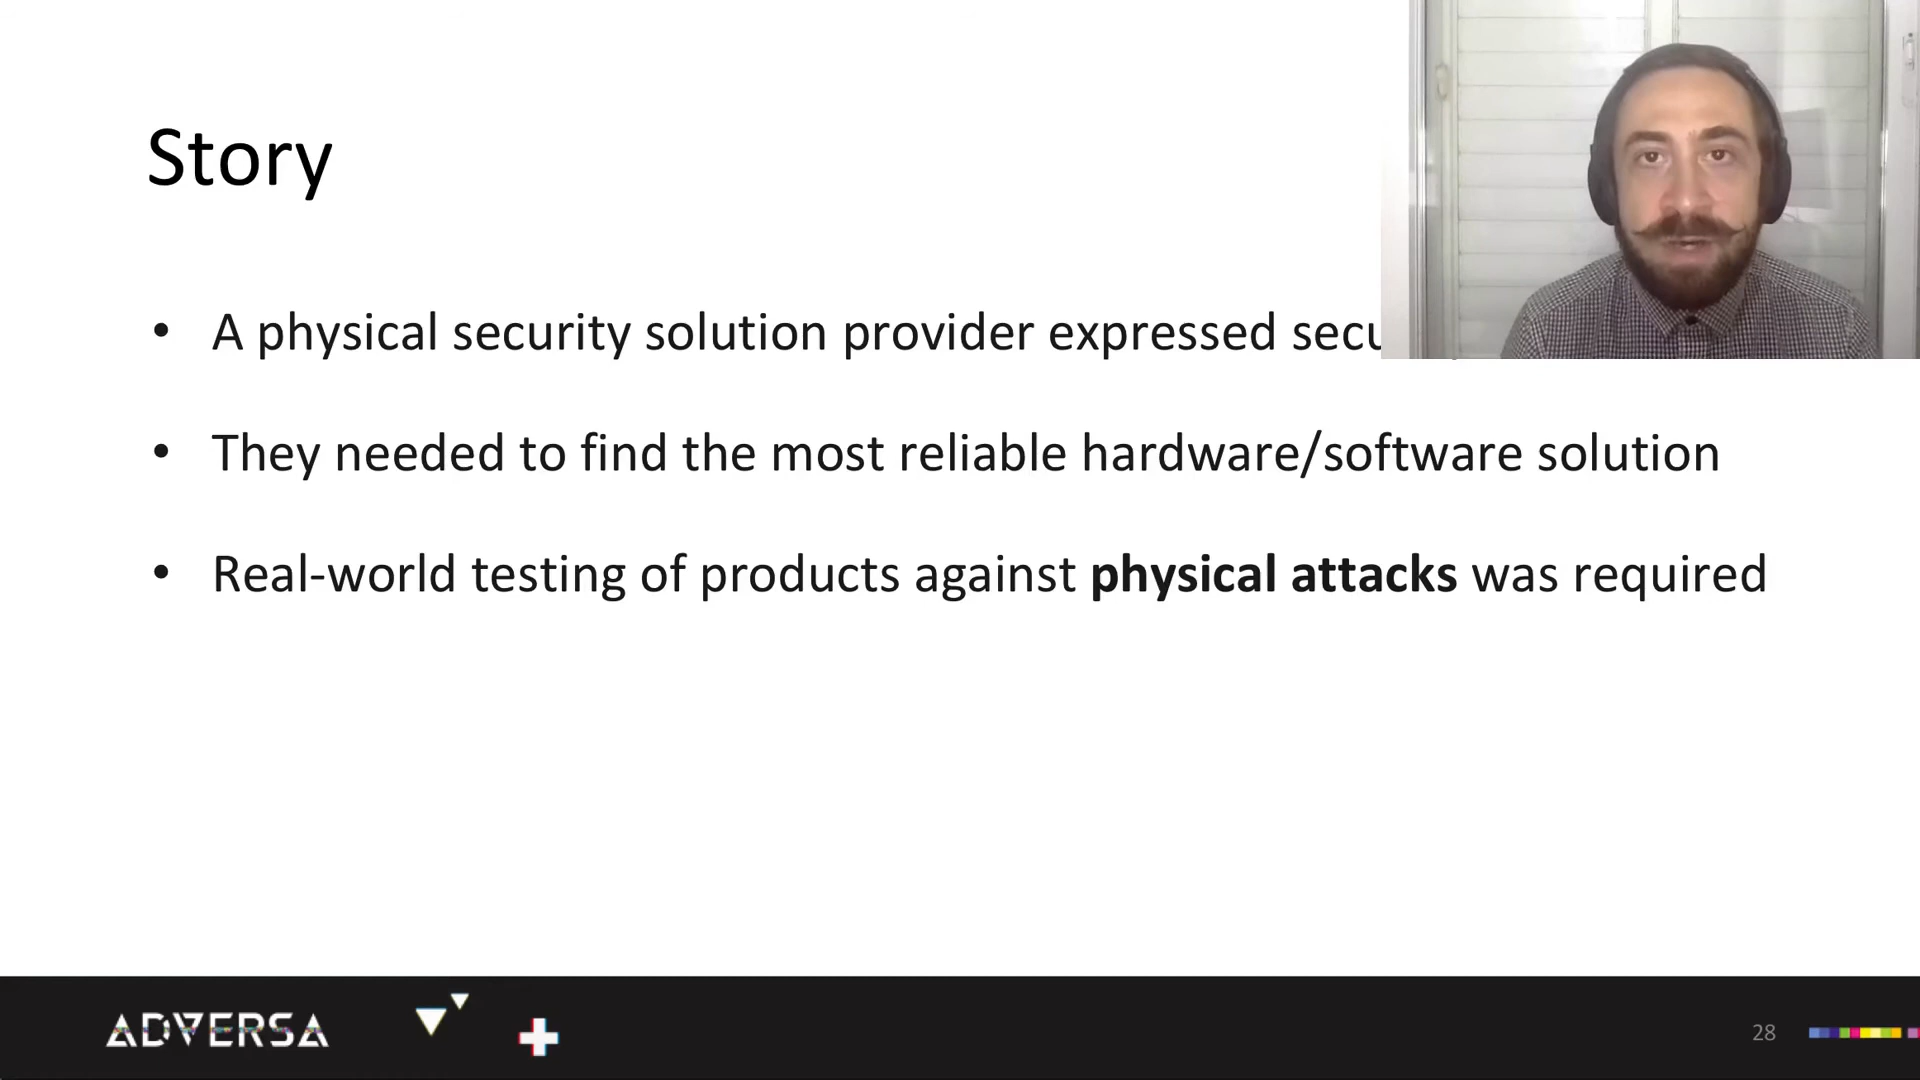 Story
• A physical security solution provider expressed
• They needed to find the most reliable hardware/software solution
• Real-world testing of products against physical attacks was required
ADVERSA
28